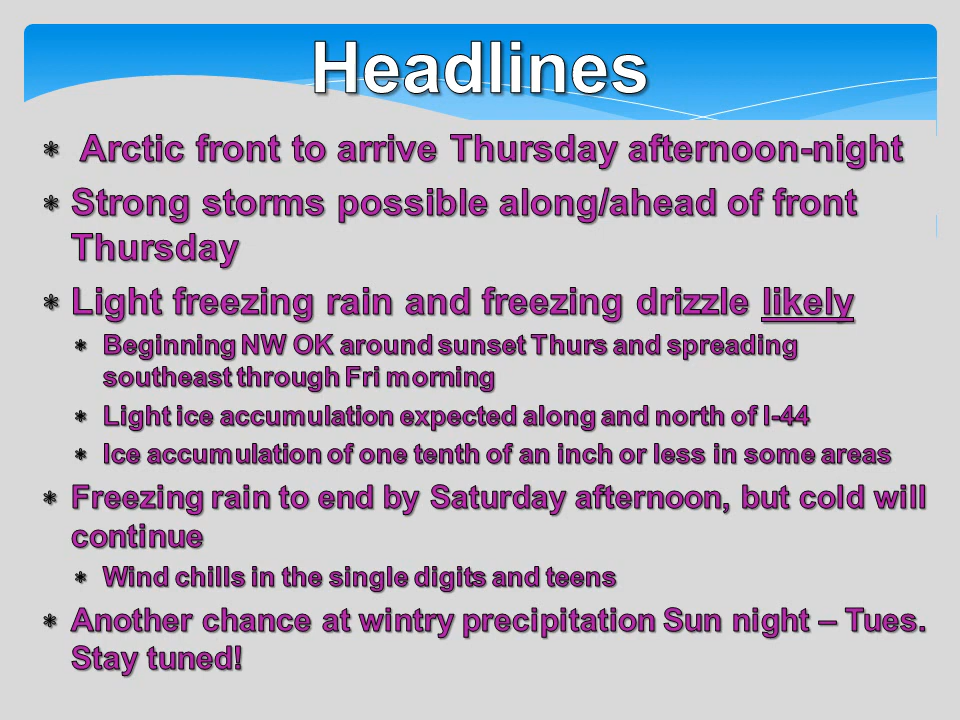 Headlines
Arctic front to arrive Thursday afternoon-night
Strong storms possible along/ahead of front
Thursday
Light freezing rain and freezing drizzle likely
Beginning NW OK around sunset Thurs and spreading
southeast through Fri morning
Light ice accumulation expected along and north of I-44
Ice accumulation of one tenth of an inch or less in some areas
Freezing rain to end by Saturday afternoon, but cold will
continue
Wind chills in the single digits and teens
Another chance at wintry precipitation Sun night – Tues.
Stay tuned!